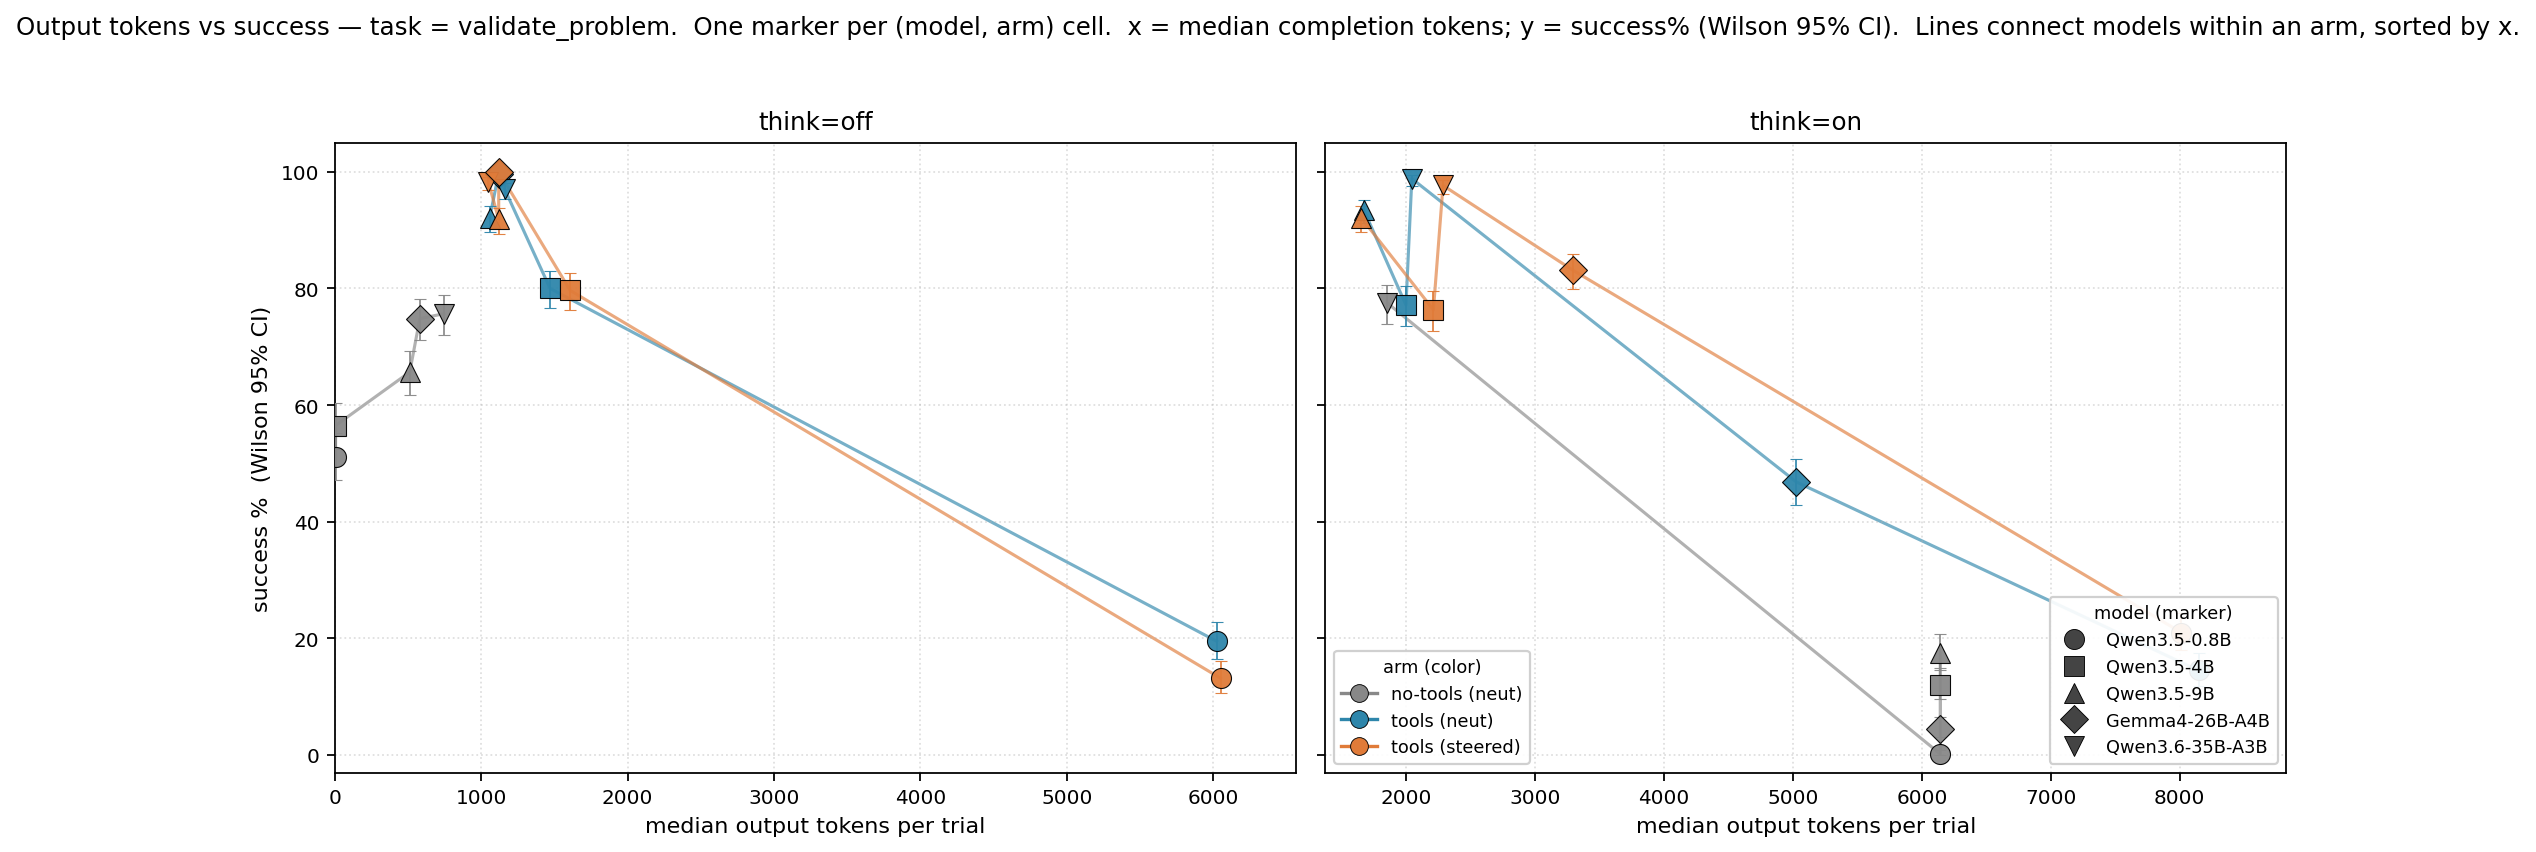 Output tokens vs success — task = validate_problem.  One marker per (model, arm) cell.  x = median completion tokens; y = success% (Wilson 95% CI).  Lines connect models within an arm, sorted by x.
think=off
success %  (Wilson 95% CI)
100
80
60
40
20
0
0 1000 2000 3000 4000 5000 6000
median output tokens per trial
think=on
arm (color)
no-tools (neut)
tools (neut)
tools (steered)
model (marker)
Qwen3.5-0.8B
Qwen3.5-4B
Qwen3.5-9B
Gemma4-26B-A4B
Qwen3.6-35B-A3B
2000 3000 4000 5000 6000 7000 8000
median output tokens per trial